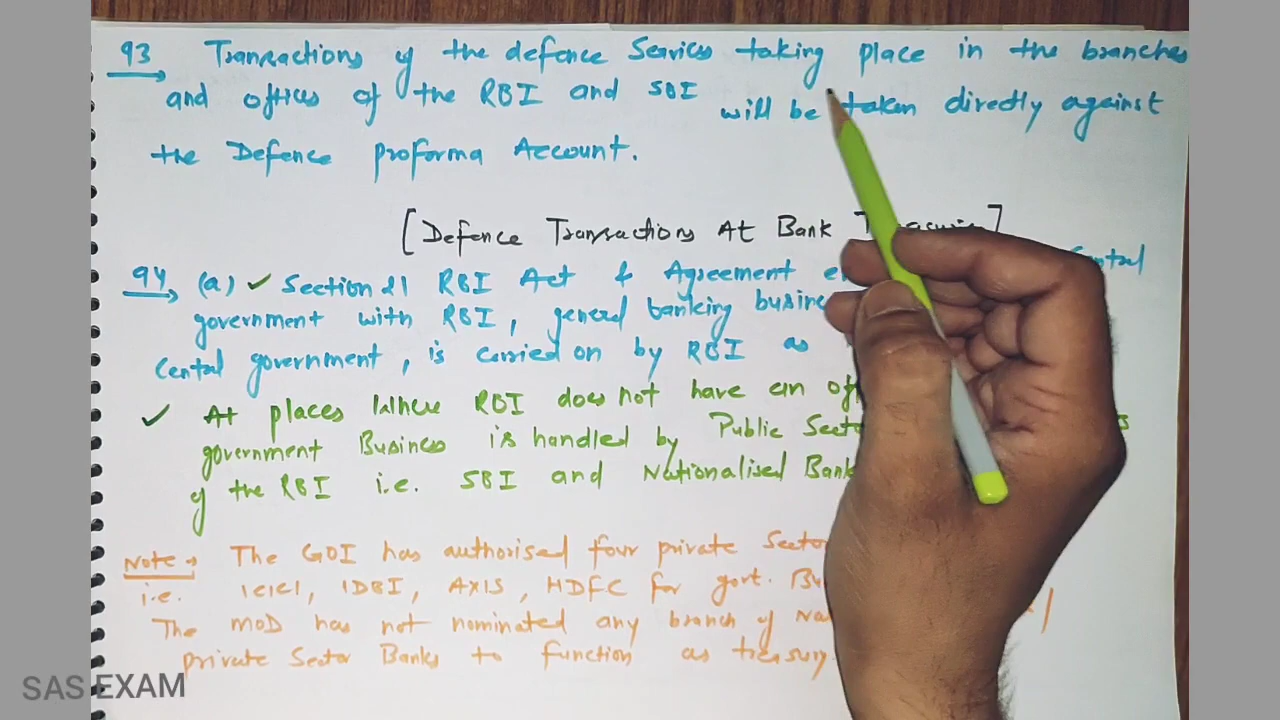 93 Transactions of the defence Services taking place in the branches
and offices of the RBI and SBI will be taken directly against
the Defence proforma Account.
[Defence Transactions At Bank
94 (a) ✓ Section 21 RBI Act & Agreement
government with RBI, general banking
Central government, is carried on by RBI as
✓ At places Where RBI does not have an
government Business is handled by Public
of the RBI i.e. SBI and Nationalised Bank
Note → The GOI has authorised four private Sector
i.e. ICICI, IDBI, AXIS, HDFC for govt.
The MOD has not nominated any branch of
private Sector Banks to function as treasury.
SAS EXAM